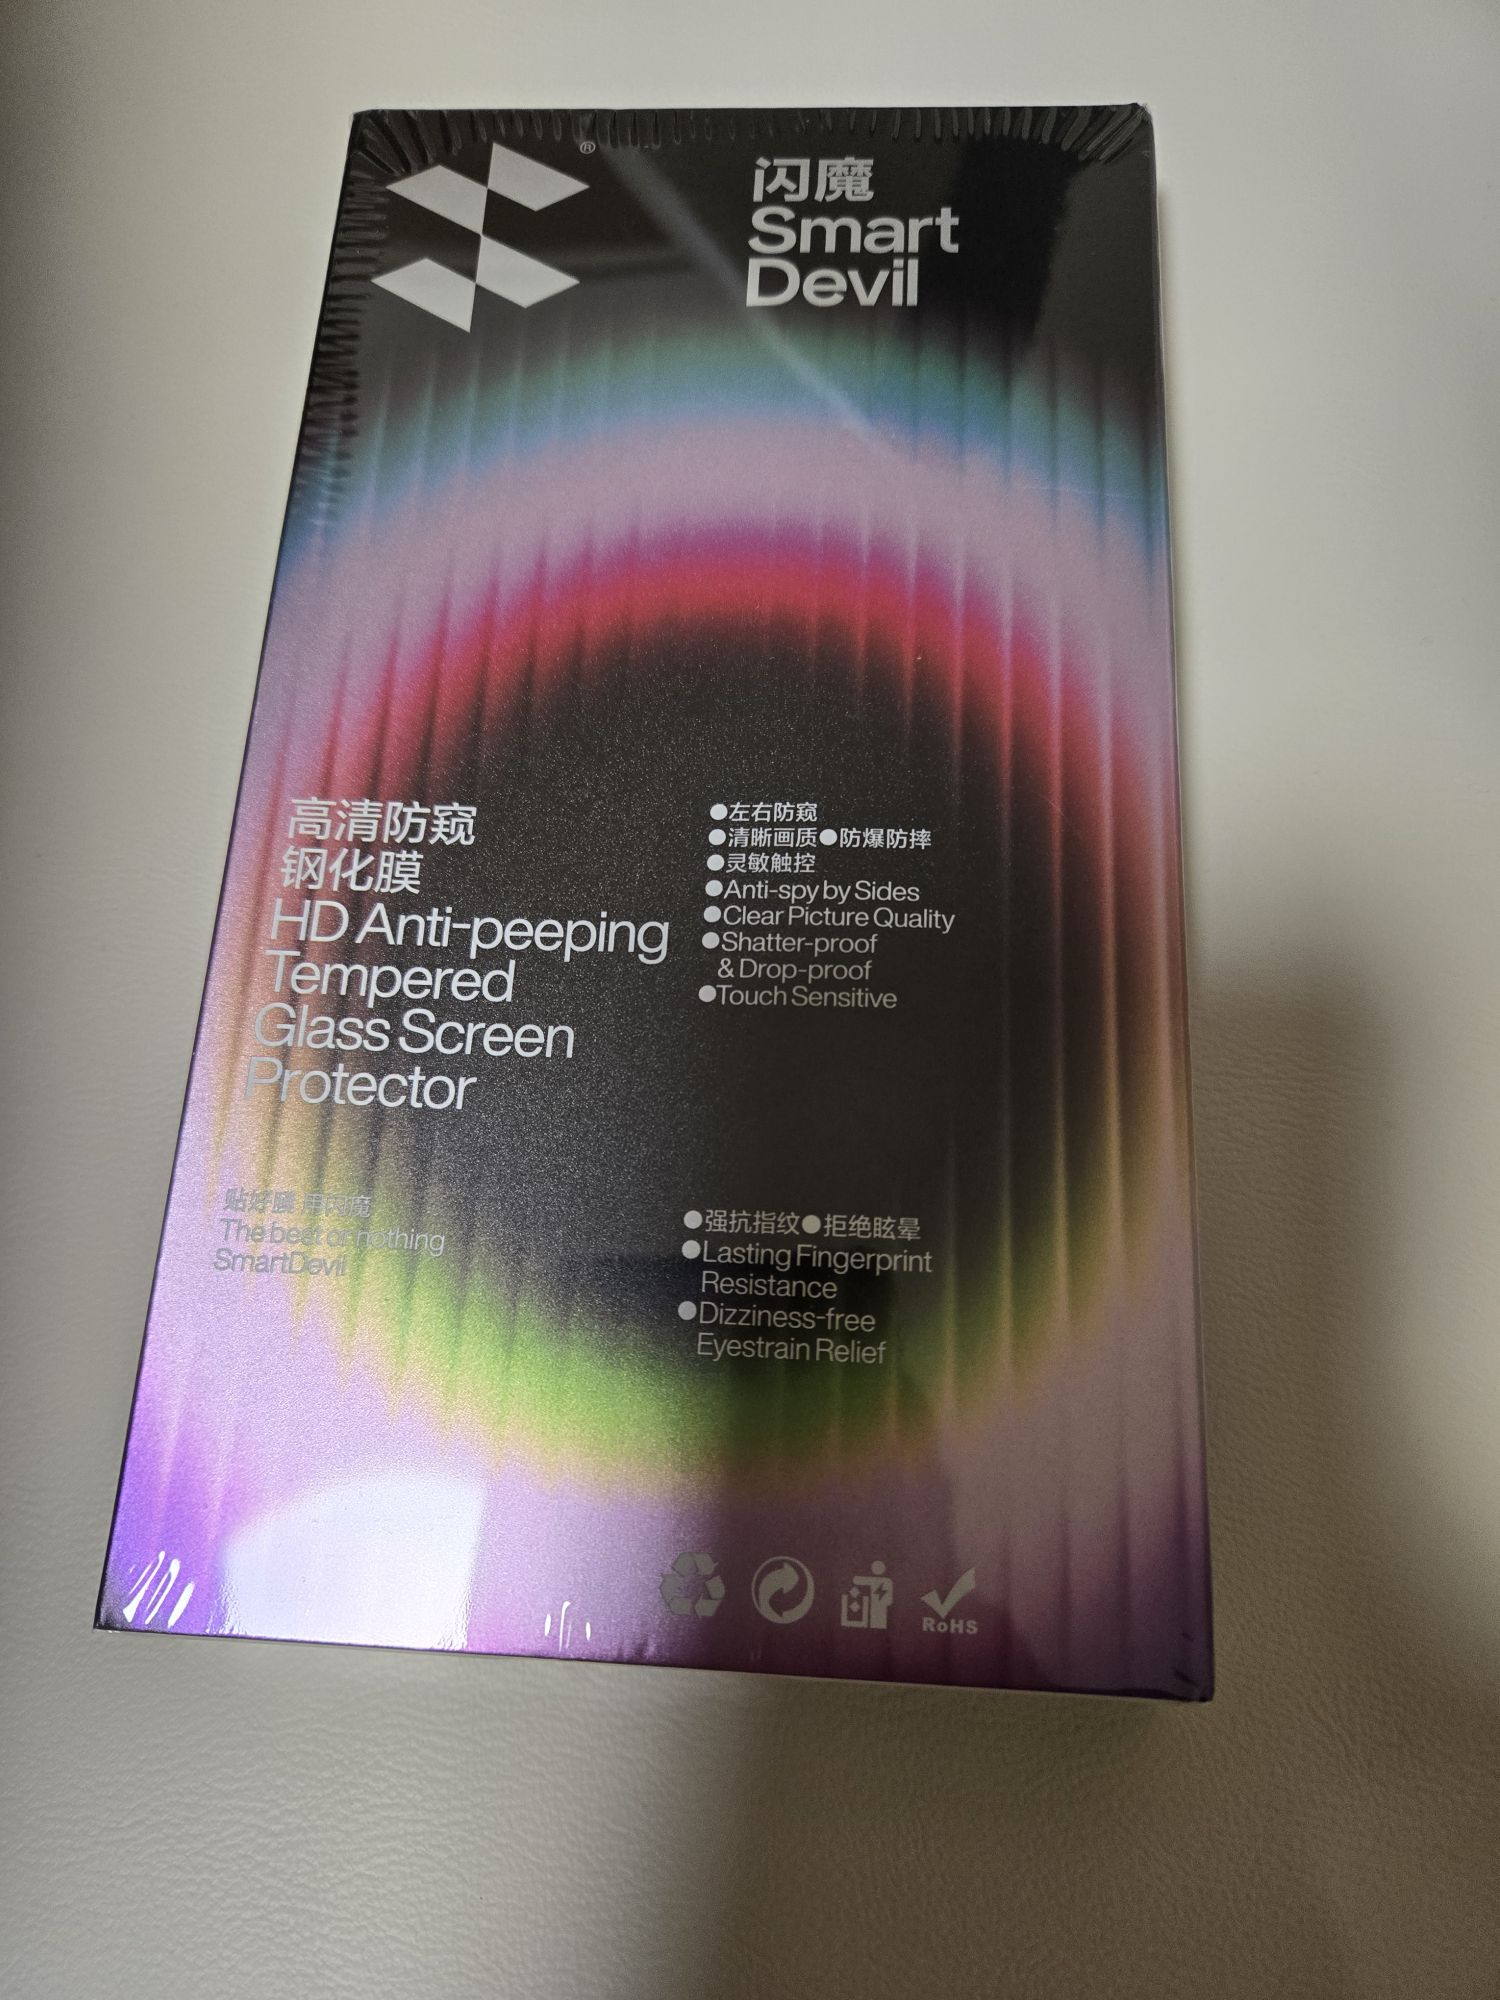 ®
闪魔
Smart
Devil
高清防窥
钢化膜
HD Anti-peeping
Tempered
Glass Screen
Protector
●左右防窥
●清晰画质●防爆防摔
●灵敏触控
●Anti-spy by Sides
●Clear Picture Quality
●Shatter-proof
& Drop-proof
●Touch Sensitive
贴好膜 用闪魔
The best or nothing
SmartDevil
●强抗指纹●拒绝眩晕
●Lasting Fingerprint
Resistance
●Dizziness-free
Eyestrain Relief
RoHS